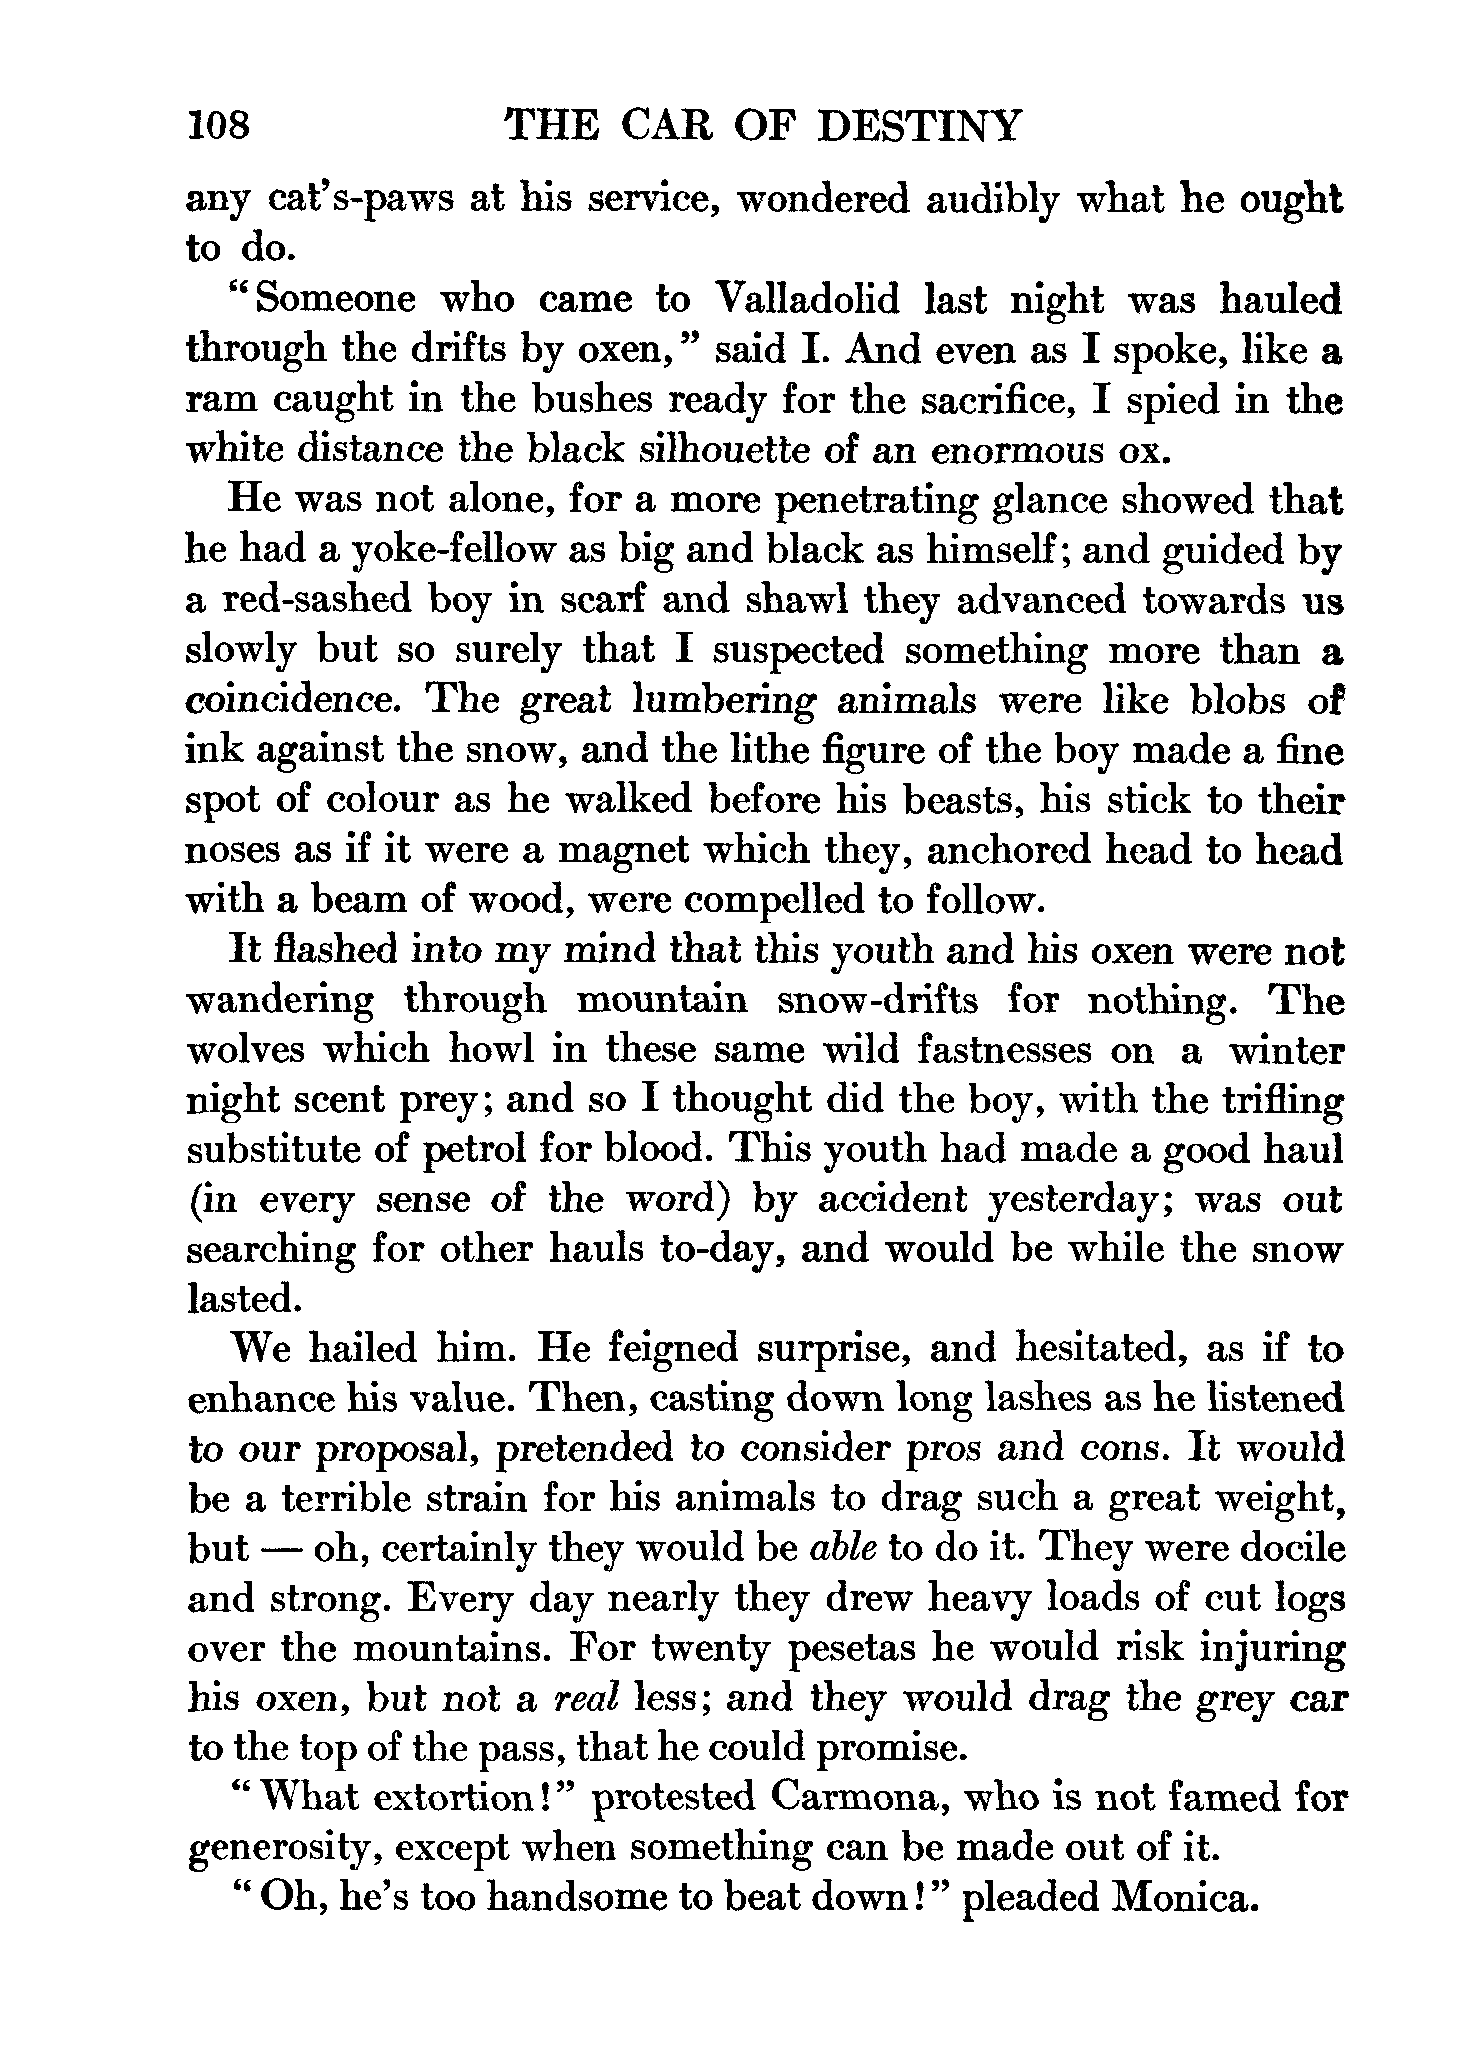 108 THE CAR OF DESTINY
any cat's-paws at his service, wondered audibly what he ought
to do.
"Someone who came to Valladolid last night was hauled
through the drifts by oxen," said I. And even as I spoke, like a
ram caught in the bushes ready for the sacrifice, I spied in the
white distance the black silhouette of an enormous ox.
He was not alone, for a more penetrating glance showed that
he had a yoke-fellow as big and black as himself; and guided by
a red-sashed boy in scarf and shawl they advanced towards us
slowly but so surely that I suspected something more than a
coincidence. The great lumbering animals were like blobs of
ink against the snow, and the lithe figure of the boy made a fine
spot of colour as he walked before his beasts, his stick to their
noses as if it were a magnet which they, anchored head to head
with a beam of wood, were compelled to follow.
It flashed into my mind that this youth and his oxen were not
wandering through mountain snow-drifts for nothing. The
wolves which howl in these same wild fastnesses on a winter
night scent prey; and so I thought did the boy, with the trifling
substitute of petrol for blood. This youth had made a good haul
(in every sense of the word) by accident yesterday; was out
searching for other hauls to-day, and would be while the snow
lasted.
We hailed him. He feigned surprise, and hesitated, as if to
enhance his value. Then, casting down long lashes as he listened
to our proposal, pretended to consider pros and cons. It would
be a terrible strain for his animals to drag such a great weight,
but — oh, certainly they would be able to do it. They were docile
and strong. Every day nearly they drew heavy loads of cut logs
over the mountains. For twenty pesetas he would risk injuring
his oxen, but not a real less; and they would drag the grey car
to the top of the pass, that he could promise.
"What extortion!" protested Carmona, who is not famed for
generosity, except when something can be made out of it.
"Oh, he's too handsome to beat down!" pleaded Monica.